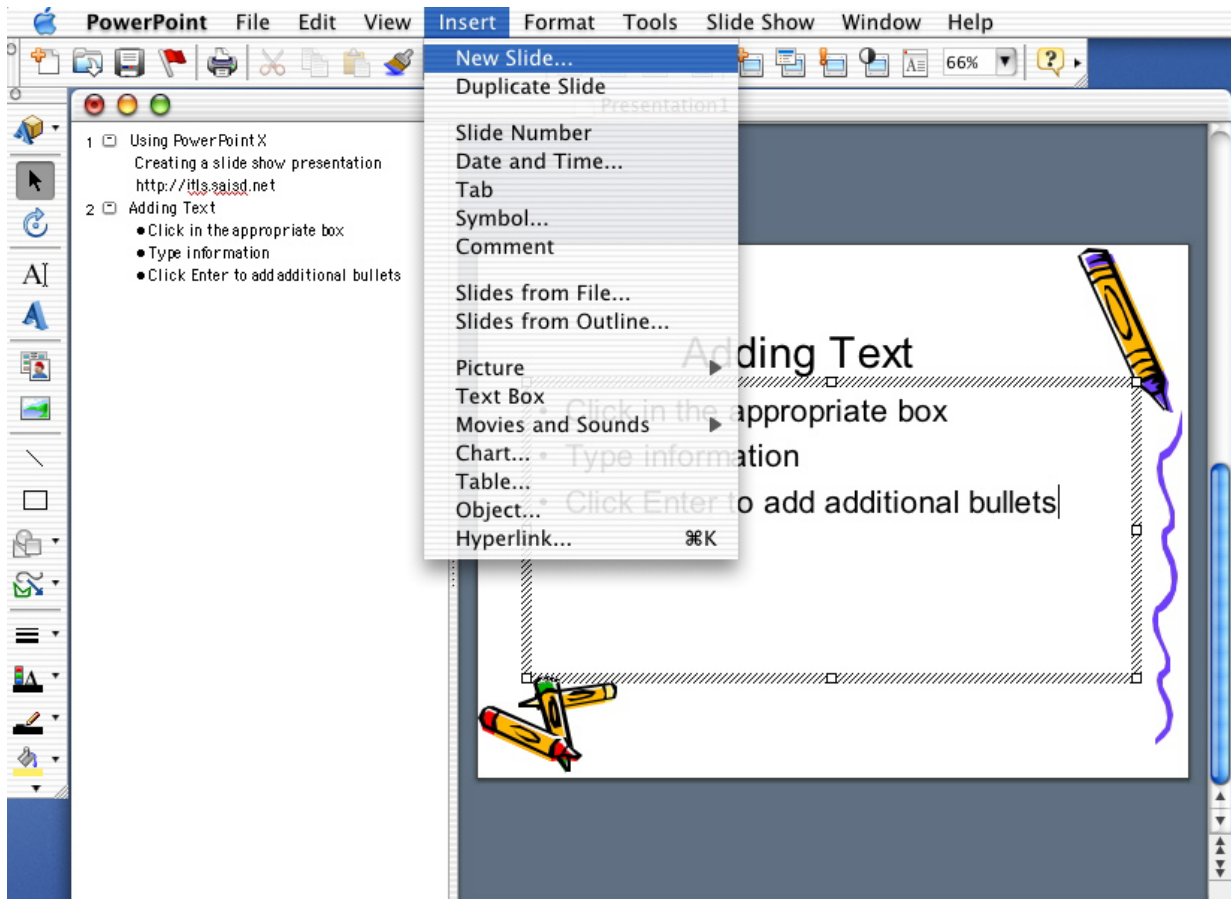 PowerPoint File Edit View Insert Format Tools Slide Show Window Help
66%
Presentation1
1 Using PowerPoint X
Creating a slide show presentation
http://itls.saisd.net
2 Adding Text
•Click in the appropriate box
•Type information
•Click Enter to add additional bullets
New Slide...
Duplicate Slide
Slide Number
Date and Time...
Tab
Symbol...
Comment
Slides from File...
Slides from Outline...
Picture
Text Box
Movies and Sounds
Chart...
Table...
Object...
Hyperlink... ⌘K
Adding Text
• Click in the appropriate box
• Type information
• Click Enter to add additional bullets